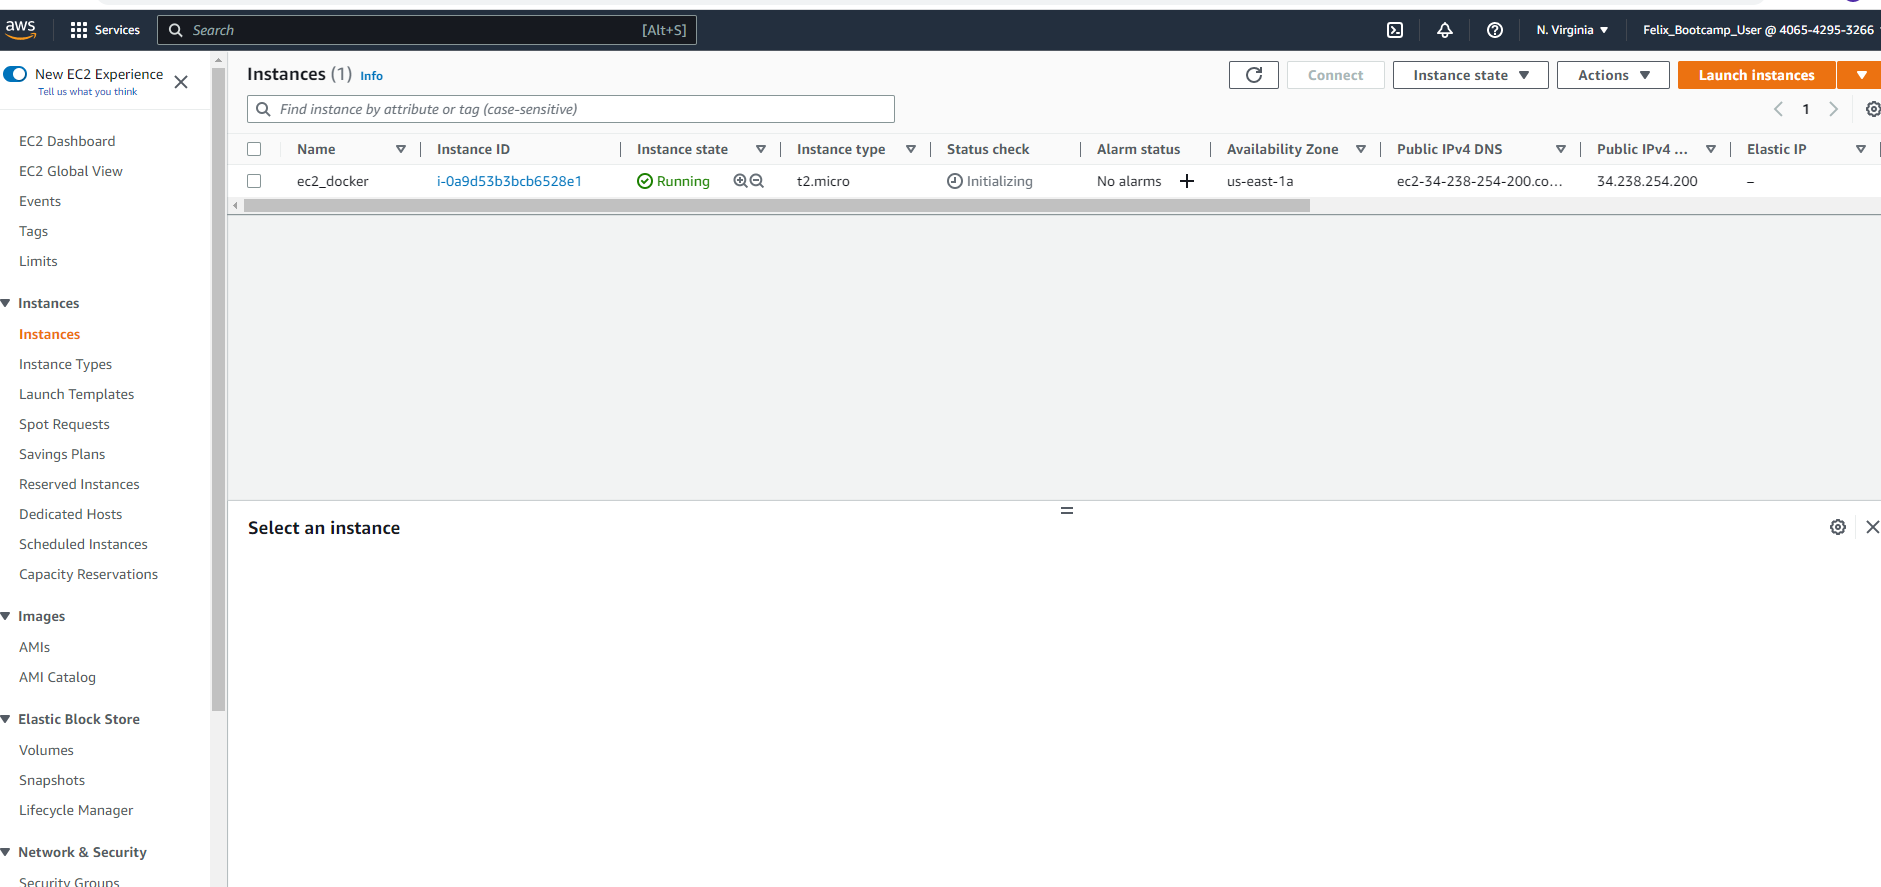 aws Services Search [Alt+S] N. Virginia Felix_Bootcamp_User @ 4065-4295-3266
New EC2 Experience
Tell us what you think
EC2 Dashboard
EC2 Global View
Events
Tags
Limits
Instances
Instances
Instance Types
Launch Templates
Spot Requests
Savings Plans
Reserved Instances
Dedicated Hosts
Scheduled Instances
Capacity Reservations
Images
AMIs
AMI Catalog
Elastic Block Store
Volumes
Snapshots
Lifecycle Manager
Network & Security
Security Groups
Instances (1) Info Connect Instance state Actions Launch instances
Find instance by attribute or tag (case-sensitive) 1
Name Instance ID Instance state Instance type Status check Alarm status Availability Zone Public IPv4 DNS Public IPv4 ... Elastic IP
ec2_docker i-0a9d53b3bcb6528e1 Running t2.micro Initializing No alarms + us-east-1a ec2-34-238-254-200.co... 34.238.254.200 –
Select an instance